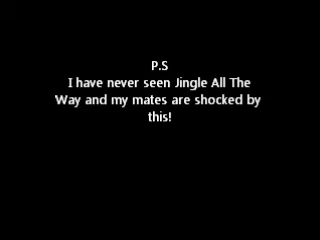 P.S
I have never seen Jingle All The
Way and my mates are shocked by
this!